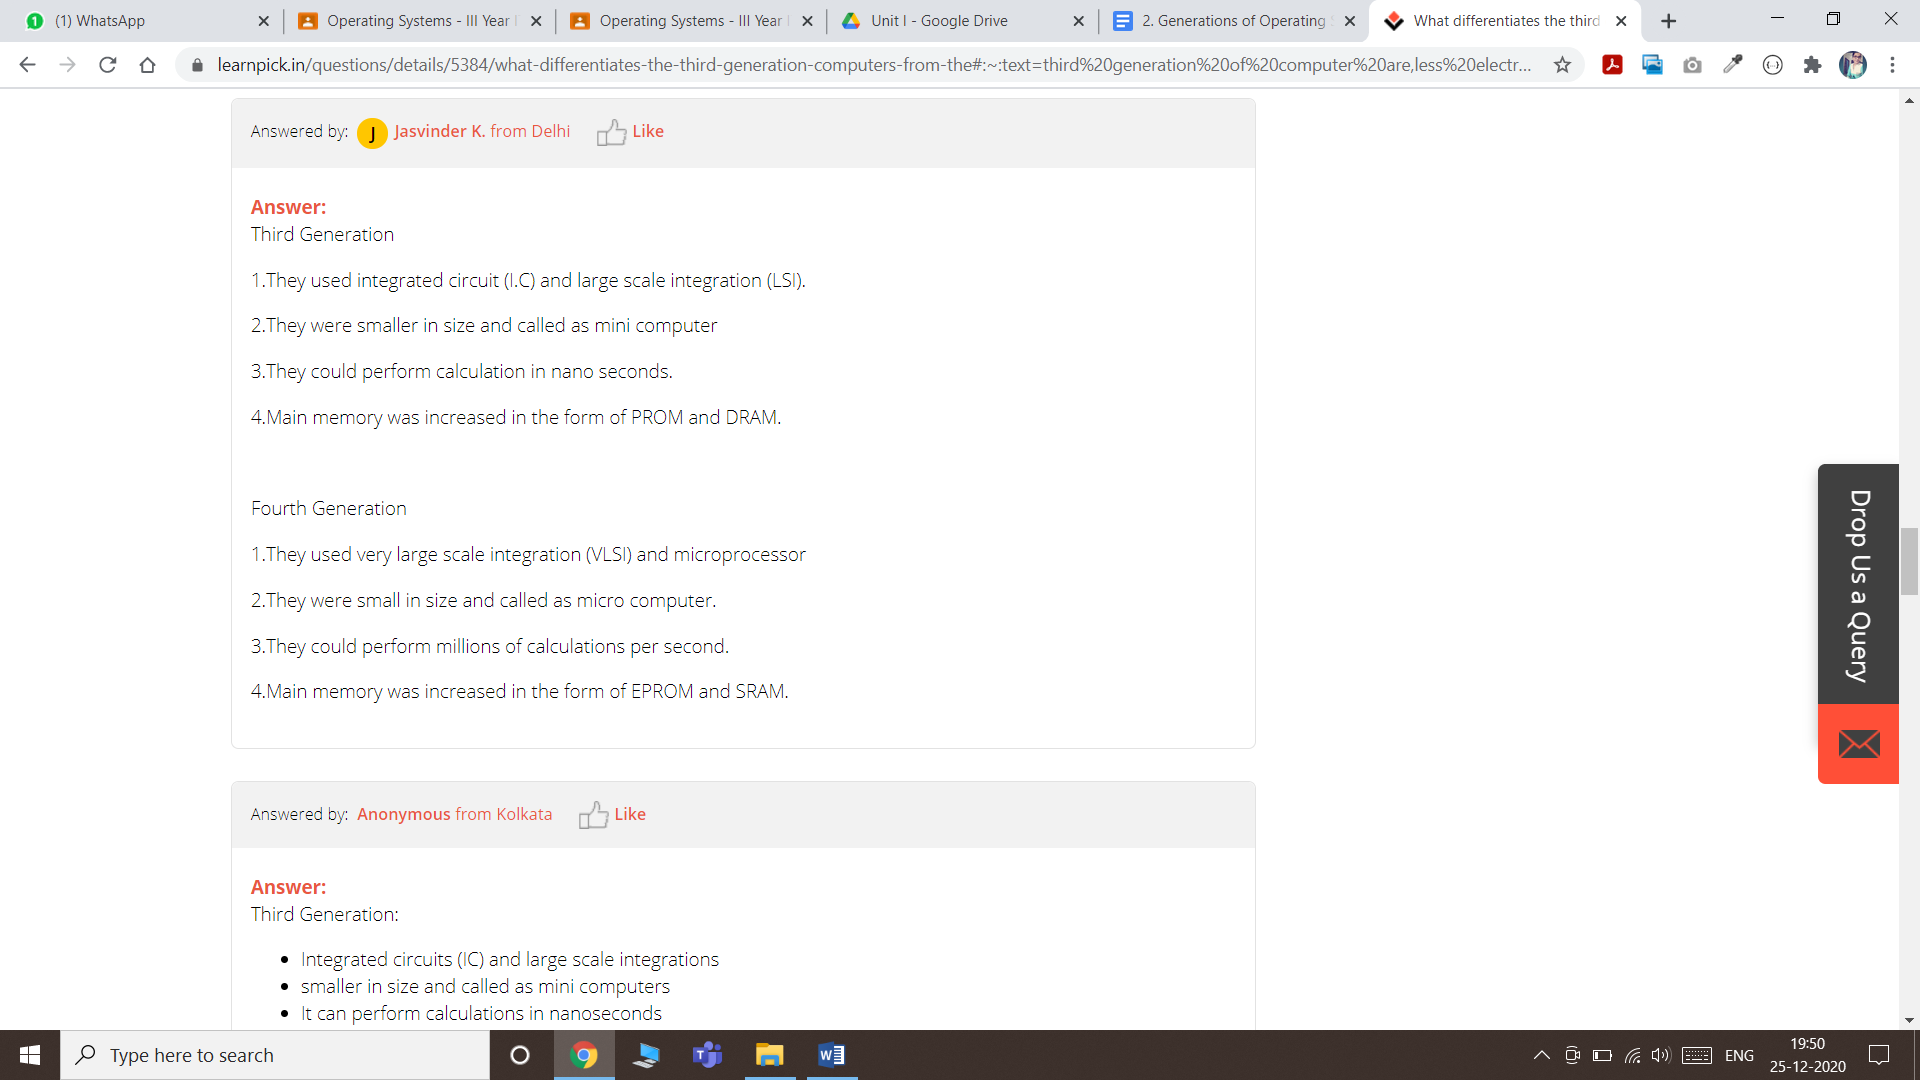 (1) WhatsApp
Operating Systems - III Year
Operating Systems - III Year
Unit I - Google Drive
2. Generations of Operating
What differentiates the third
learnpick.in/questions/details/5384/what-differentiates-the-third-generation-computers-from-the#:~:text=third%20generation%20of%20computer%20are,less%20electr...
Answered by: J Jasvinder K. from Delhi Like
Answer:
Third Generation
1.They used integrated circuit (I.C) and large scale integration (LSI).
2.They were smaller in size and called as mini computer
3.They could perform calculation in nano seconds.
4.Main memory was increased in the form of PROM and DRAM.
Fourth Generation
1.They used very large scale integration (VLSI) and microprocessor
2.They were small in size and called as micro computer.
3.They could perform millions of calculations per second.
4.Main memory was increased in the form of EPROM and SRAM.
Drop Us a Query
Answered by: Anonymous from Kolkata Like
Answer:
Third Generation:
• Integrated circuits (IC) and large scale integrations
• smaller in size and called as mini computers
• It can perform calculations in nanoseconds
Type here to search
ENG
19:50
25-12-2020